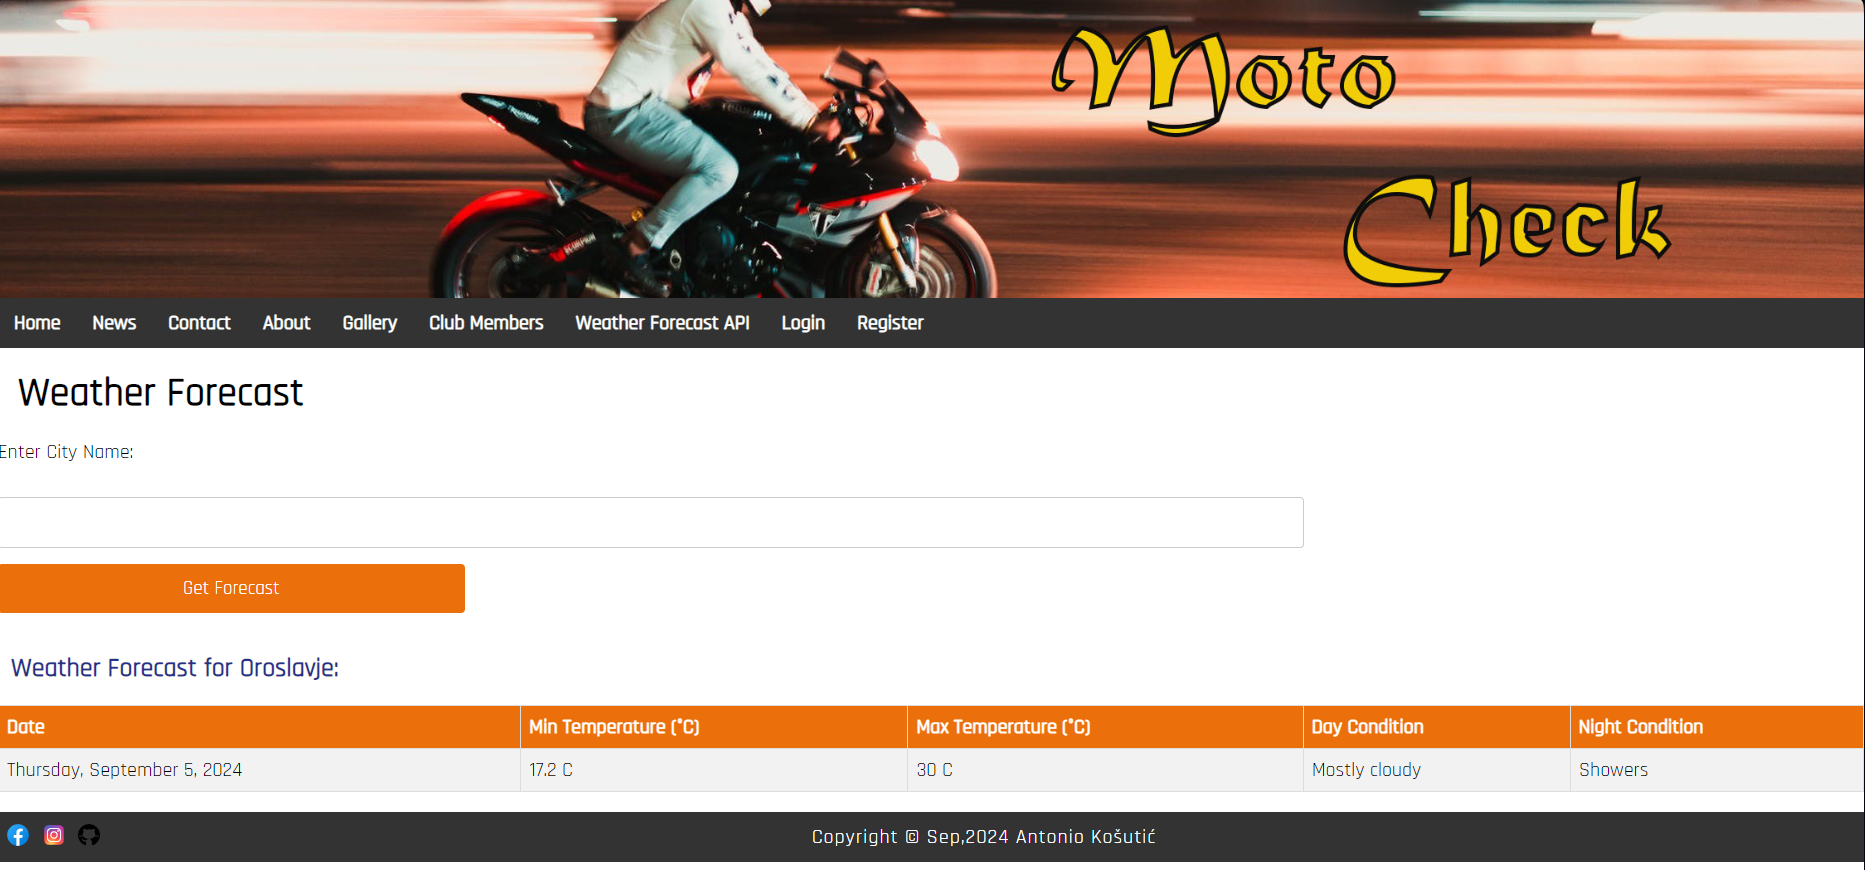 Moto
Check
SCORPION
Home News Contact About Gallery Club Members Weather Forecast API Login Register
Weather Forecast
Enter City Name:
Get Forecast
Weather Forecast for Oroslavje:
Date Min Temperature (°C) Max Temperature (°C) Day Condition Night Condition
Thursday, September 5, 2024 17.2 C 30 C Mostly cloudy Showers
Copyright © Sep,2024 Antonio Košutić